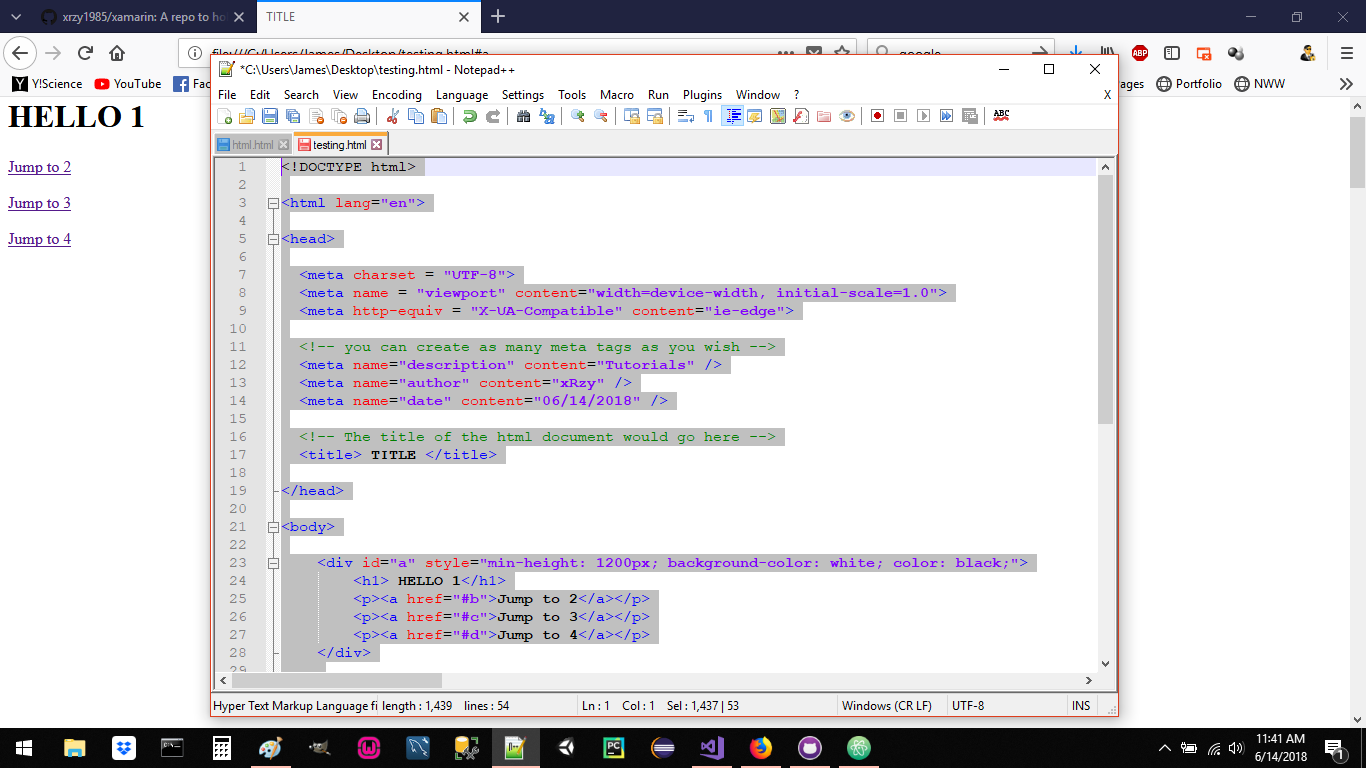 xrzy1985/xamarin: A repo to ho
TITLE
file:///C:/Users/James/Desktop/testing.html#a
google
ABP
Y!Science
YouTube
Fac
ages
Portfolio
NWW
HELLO 1
Jump to 2
Jump to 3
Jump to 4
*C:\Users\James\Desktop\testing.html - Notepad++
File Edit Search View Encoding Language Settings Tools Macro Run Plugins Window ? X
ABC
html.html testing.html
1 <!DOCTYPE html>
2
3 <html lang="en">
4
5 <head>
6
7 <meta charset = "UTF-8">
8 <meta name = "viewport" content="width=device-width, initial-scale=1.0">
9 <meta http-equiv = "X-UA-Compatible" content="ie-edge">
10
11 <!-- you can create as many meta tags as you wish -->
12 <meta name="description" content="Tutorials" />
13 <meta name="author" content="xRzy" />
14 <meta name="date" content="06/14/2018" />
15
16 <!-- The title of the html document would go here -->
17 <title> TITLE </title>
18
19 </head>
20
21 <body>
22
23 <div id="a" style="min-height: 1200px; background-color: white; color: black;">
24 <h1> HELLO 1</h1>
25 <p><a href="#b">Jump to 2</a></p>
26 <p><a href="#c">Jump to 3</a></p>
27 <p><a href="#d">Jump to 4</a></p>
28 </div>
29
Hyper Text Markup Language fi length : 1,439 lines : 54 Ln : 1 Col : 1 Sel : 1,437 | 53 Windows (CR LF) UTF-8 INS
PC
11:41 AM
6/14/2018
1